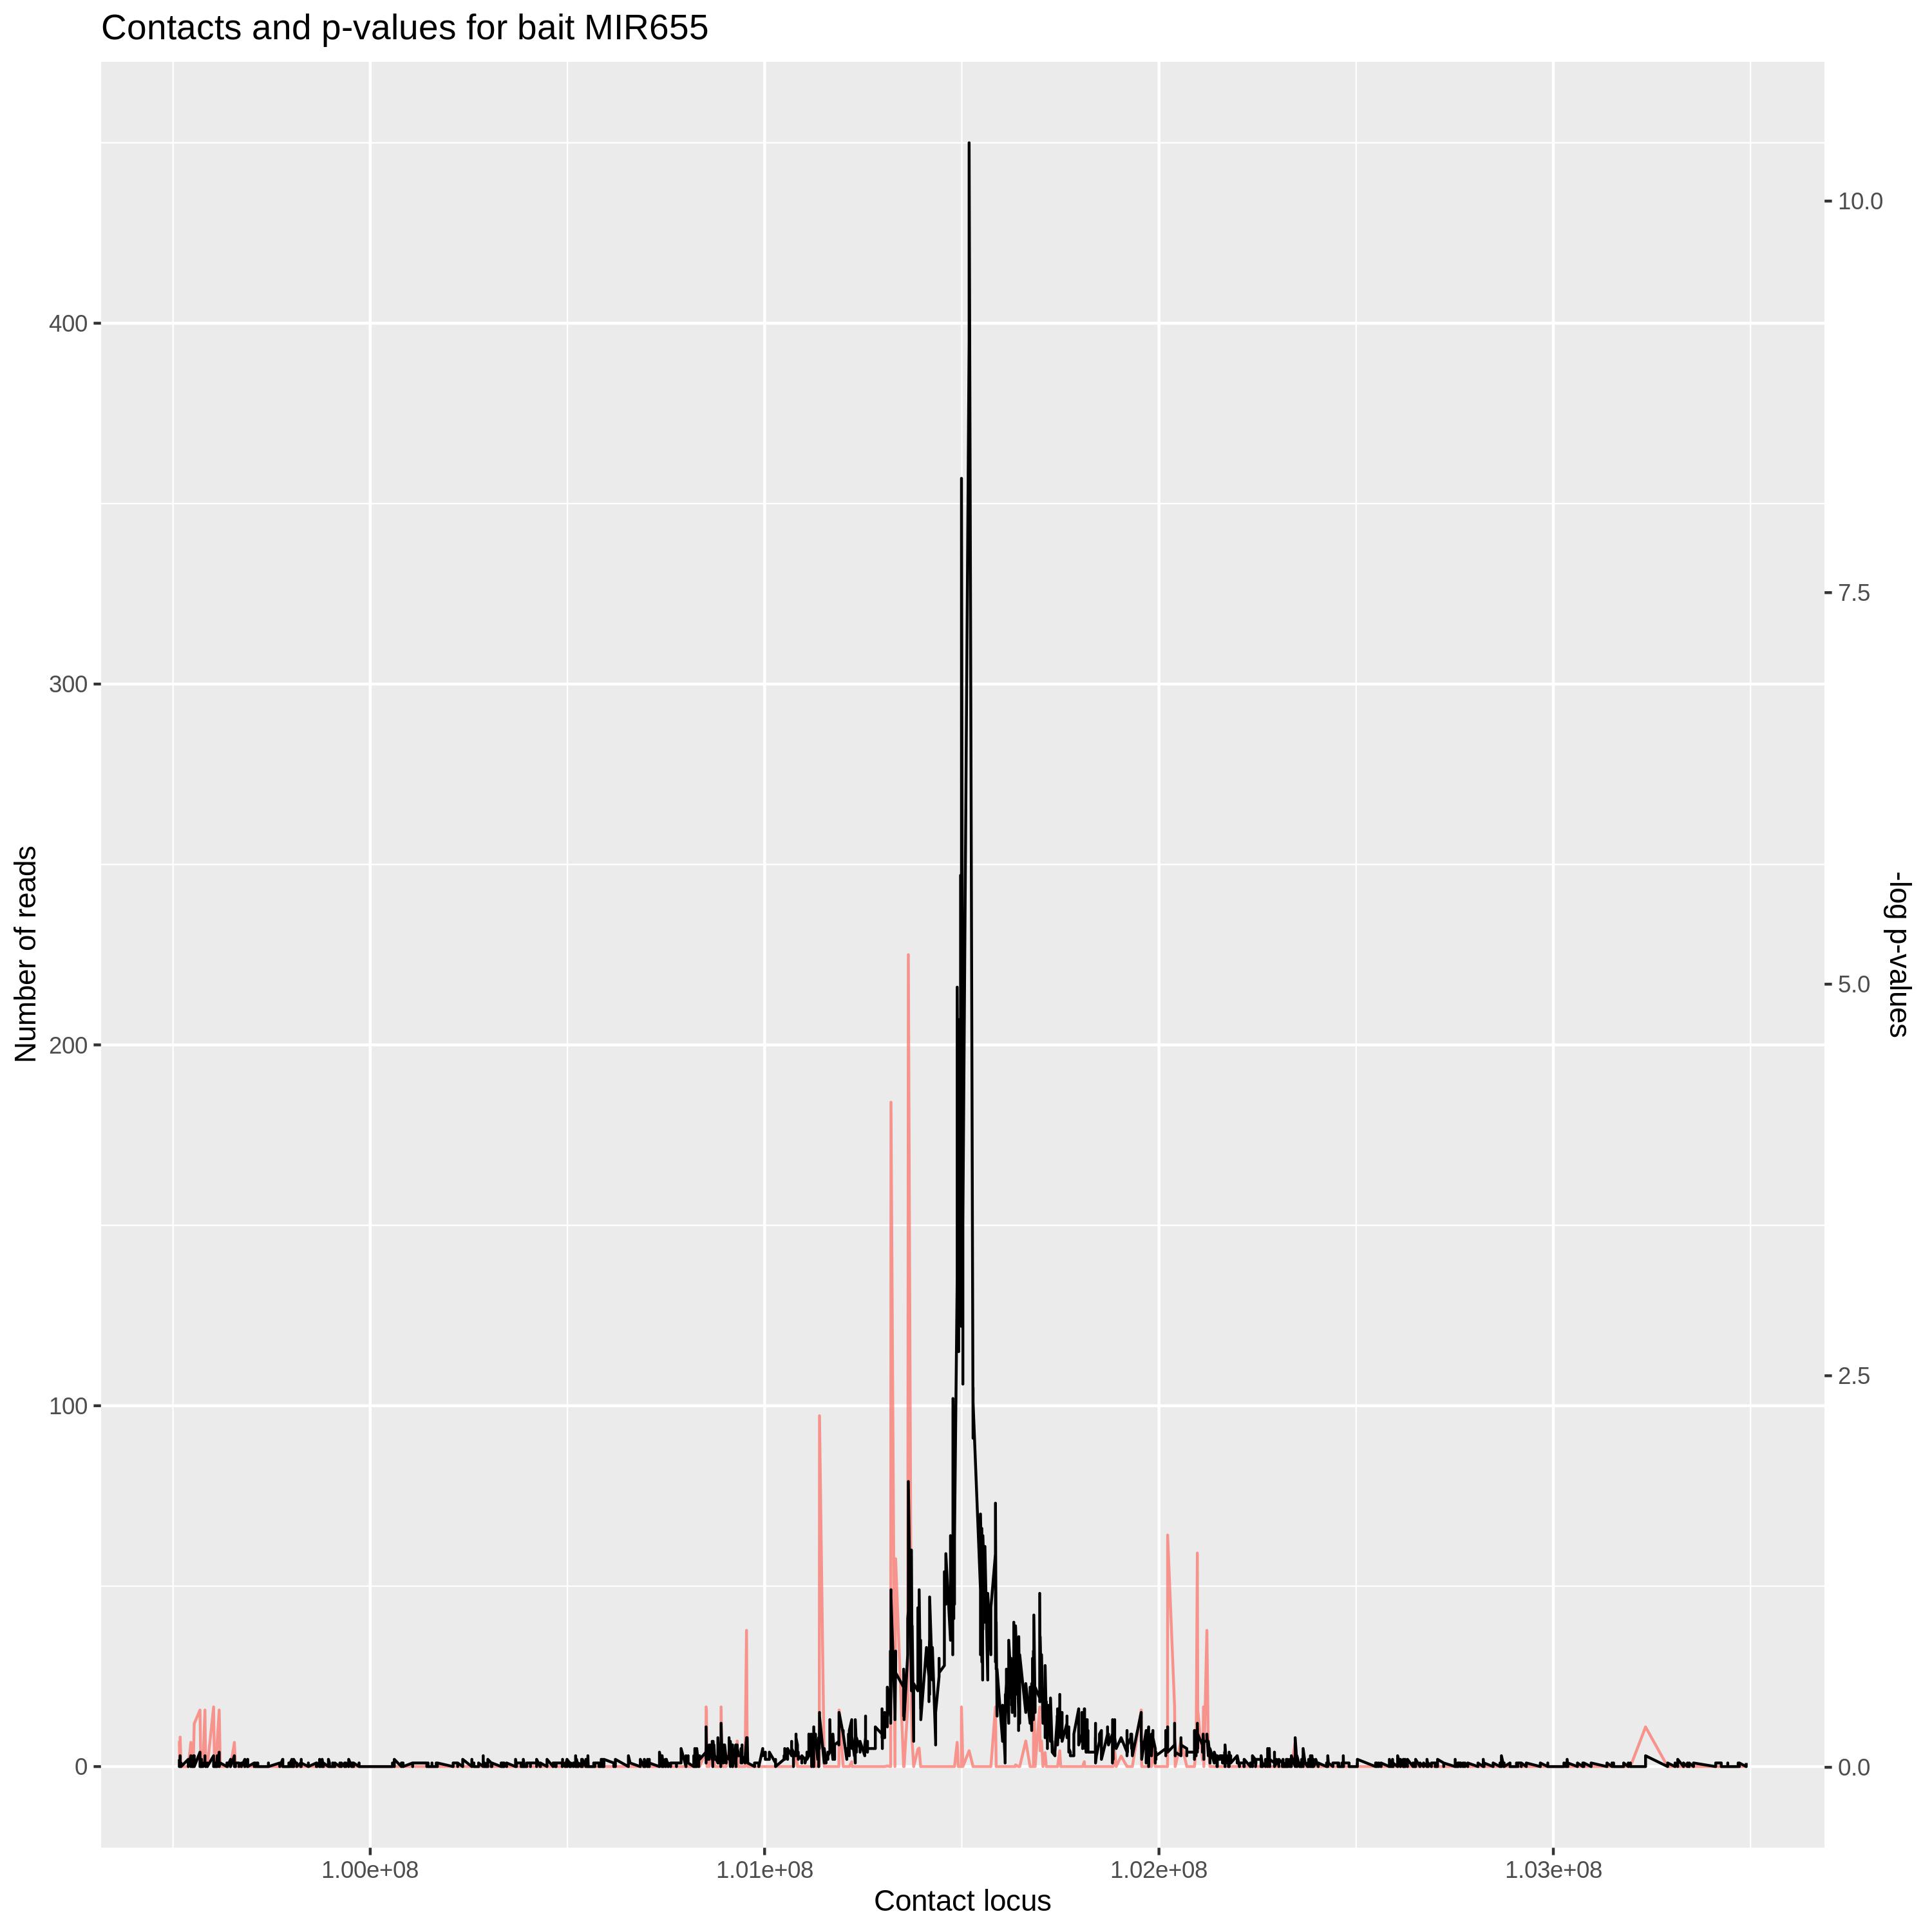 Contacts and p-values for bait MIR655
Number of reads
400
300
200
100
0
10.0
7.5
5.0
2.5
0.0
-log p-values
1.00e+08
1.01e+08
1.02e+08
1.03e+08
Contact locus